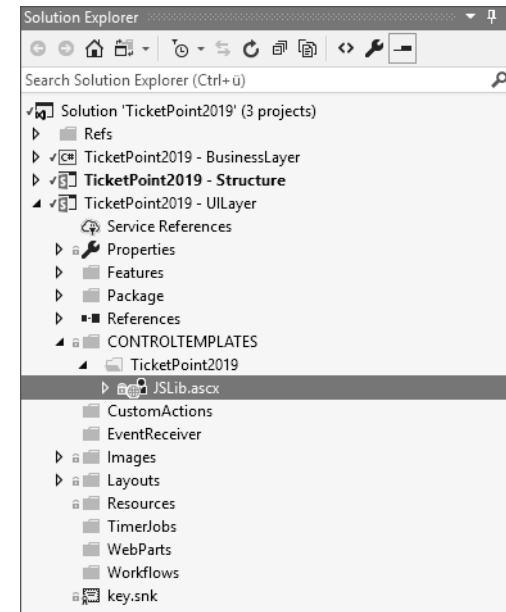 Solution Explorer
Search Solution Explorer (Ctrl+ü)
Solution 'TicketPoint2019' (3 projects)
Refs
C# TicketPoint2019 - BusinessLayer
TicketPoint2019 - Structure
TicketPoint2019 - UILayer
Service References
Properties
Features
Package
References
CONTROLTEMPLATES
TicketPoint2019
JSLib.ascx
CustomActions
EventReceiver
Images
Layouts
Resources
TimerJobs
WebParts
Workflows
key.snk